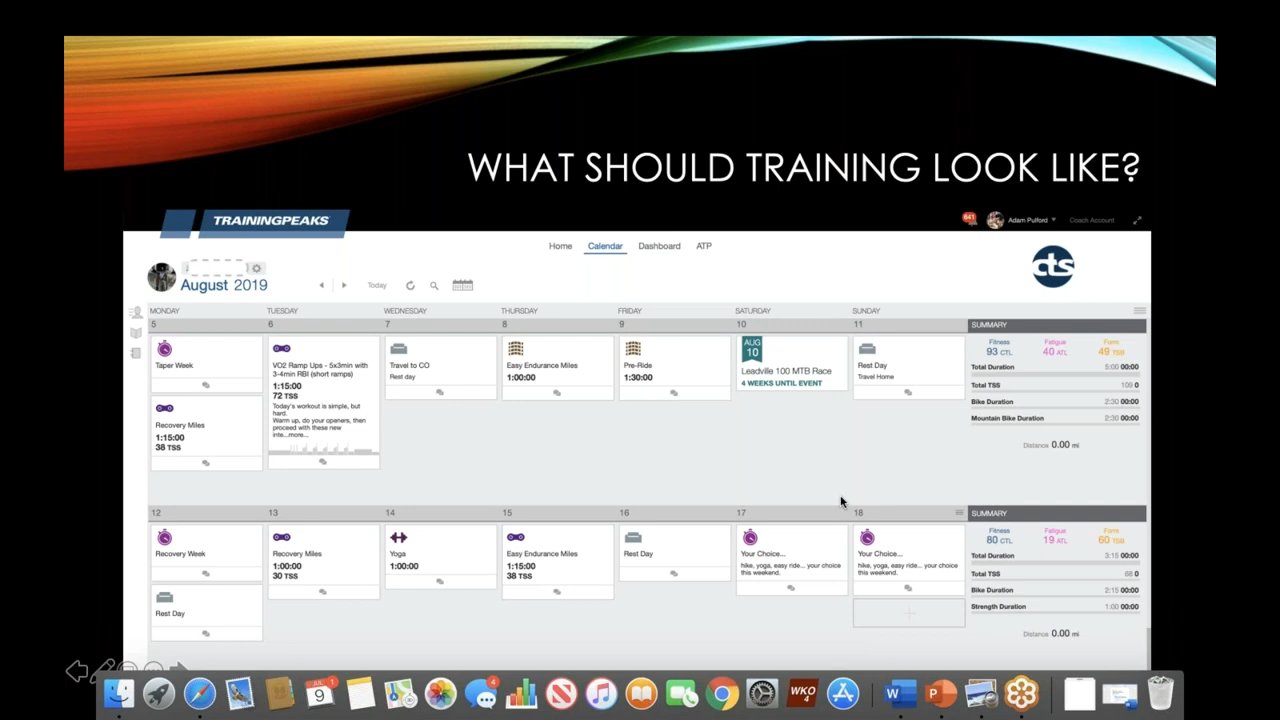 WHAT SHOULD TRAINING LOOK LIKE?
TRAININGPEAKS
641
Adam Pulford
Coach Account
Home
Calendar
Dashboard
ATP
cts
August 2019
Today
MONDAY
TUESDAY
WEDNESDAY
THURSDAY
FRIDAY
SATURDAY
SUNDAY
5
6
7
8
9
10
11
SUMMARY
Taper Week
Recovery Miles
1:15:00
38 TSS
VO2 Ramp Ups - 5x3min with
3-4min RBI (short ramps)
1:15:00
72 TSS
Today's workout is simple, but
hard.
Warm up, do your openers, then
proceed with these new
inte...more...
Travel to CO
Rest day
Easy Endurance Miles
1:00:00
Pre-Ride
1:30:00
AUG
10
Leadville 100 MTB Race
4 WEEKS UNTIL EVENT
Rest Day
Travel Home
Fitness Fatigue Form
93 CTL 40 ATL 49 TSB
Total Duration 5:00 00:00
Total TSS 109 0
Bike Duration 2:30 00:00
Mountain Bike Duration 2:30 00:00
Distance 0.00 mi
12
13
14
15
16
17
18
SUMMARY
Recovery Week
Rest Day
Recovery Miles
1:00:00
30 TSS
Yoga
1:00:00
Easy Endurance Miles
1:15:00
38 TSS
Rest Day
Your Choice...
hike, yoga, easy ride... your choice
this weekend.
Your Choice...
hike, yoga, easy ride... your choice
this weekend.
Fitness Fatigue Form
80 CTL 19 ATL 60 TSB
Total Duration 3:15 00:00
Total TSS 68 0
Bike Duration 2:15 00:00
Strength Duration 1:00 00:00
Distance 0.00 mi
JUL
9
1
4
WKO
4
W
P